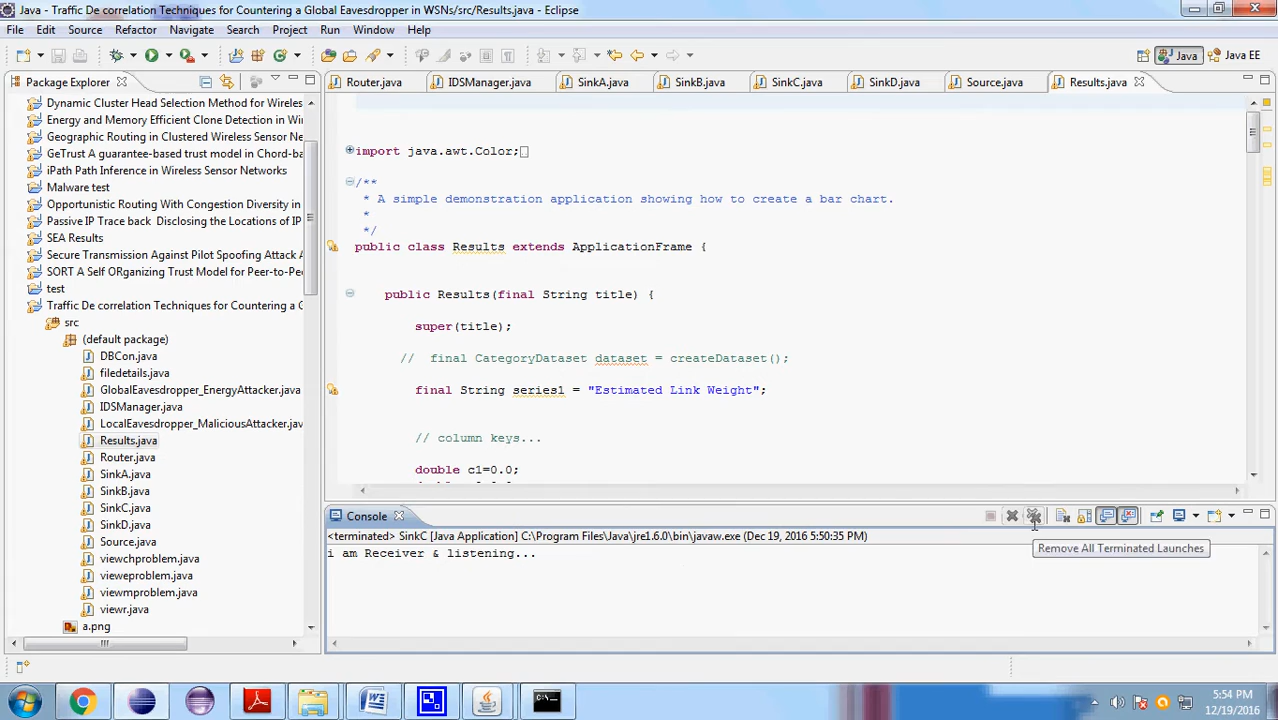 Java - Traffic De correlation Techniques for Countering a Global Eavesdropper in WSNs/src/Results.java - Eclipse
File Edit Source Refactor Navigate Search Project Run Window Help
Java Java EE
Package Explorer
Router.java IDSManager.java SinkA.java SinkB.java SinkC.java SinkD.java Source.java Results.java
Dynamic Cluster Head Selection Method for Wireles
Energy and Memory Efficient Clone Detection in Wire
Geographic Routing in Clustered Wireless Sensor Ne
GeTrust A guarantee-based trust model in Chord-ba
iPath Path Inference in Wireless Sensor Networks
Malware test
Opportunistic Routing With Congestion Diversity in
Passive IP Trace back  Disclosing the Locations of IP
SEA Results
Secure Transmission Against Pilot Spoofing Attack A
SORT A Self ORganizing Trust Model for Peer-to-Pee
test
Traffic De correlation Techniques for Countering a G
src
(default package)
DBCon.java
filedetails.java
GlobalEavesdropper_EnergyAttacker.java
IDSManager.java
LocalEavesdropper_MaliciousAttacker.java
Results.java
Router.java
SinkA.java
SinkB.java
SinkC.java
SinkD.java
Source.java
viewchproblem.java
vieweproblem.java
viewmproblem.java
viewr.java
a.png
import java.awt.Color;
/**
* A simple demonstration application showing how to create a bar chart.
*
*/
public class Results extends ApplicationFrame {
public Results(final String title) {
super(title);
//  final CategoryDataset dataset = createDataset();
final String series1 = "Estimated Link Weight";
// column keys...
double c1=0.0;
Console
<terminated> SinkC [Java Application] C:\Program Files\Java\jre1.6.0\bin\javaw.exe (Dec 19, 2016 5:50:35 PM)
i am Receiver & listening...
Remove All Terminated Launches
5:54 PM
12/19/2016